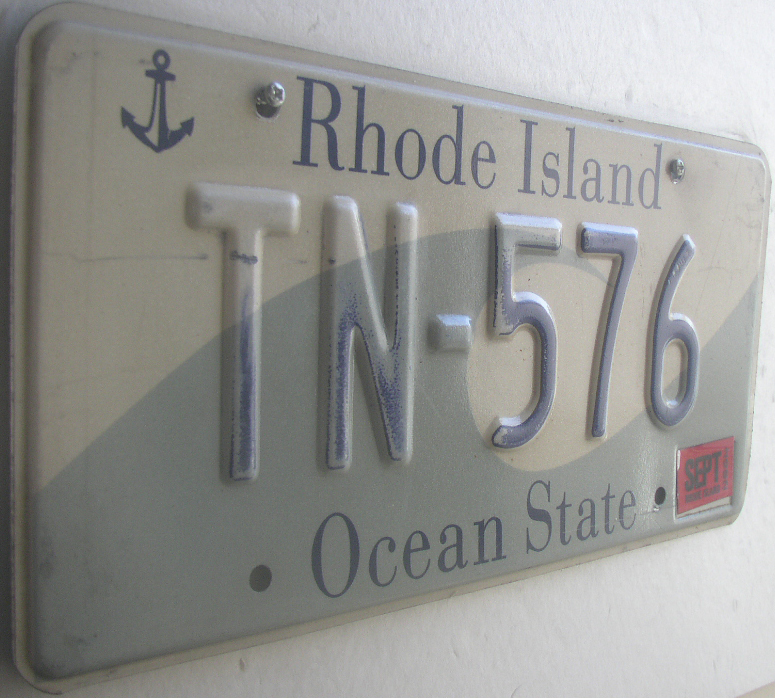 Rhode Island
TN-576
SEPT
Ocean State